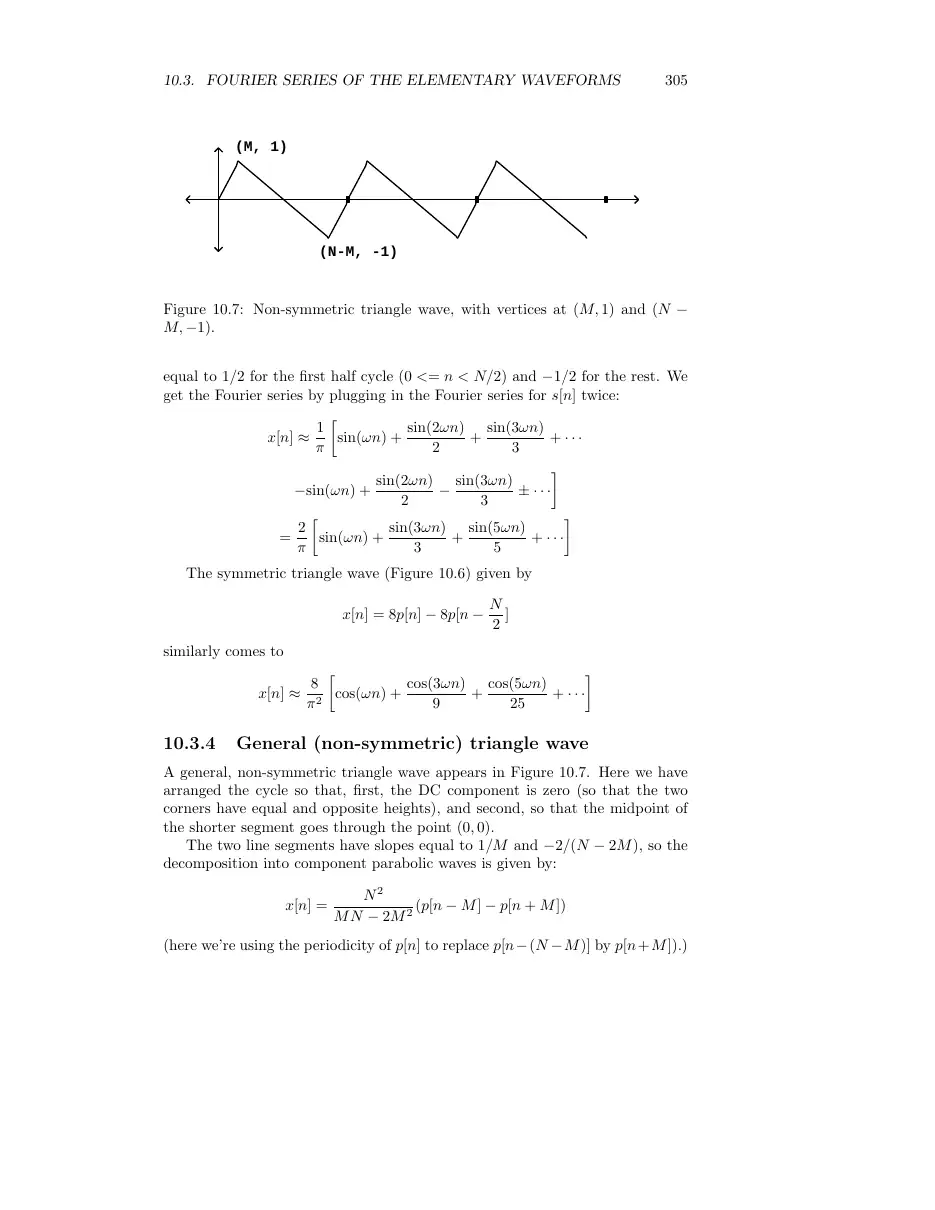 10.3. FOURIER SERIES OF THE ELEMENTARY WAVEFORMS 305
(M, 1)
(N-M, -1)
Figure 10.7: Non-symmetric triangle wave, with vertices at (M, 1) and (N −
M, −1).
equal to 1/2 for the first half cycle (0 <= n < N/2) and −1/2 for the rest. We
get the Fourier series by plugging in the Fourier series for s[n] twice:
x[n] ≈ 1/π [sin(ωn) + sin(2ωn)/2 + sin(3ωn)/3 + · · ·
−sin(ωn) + sin(2ωn)/2 − sin(3ωn)/3 ± · · ·]
= 2/π [sin(ωn) + sin(3ωn)/3 + sin(5ωn)/5 + · · ·]
The symmetric triangle wave (Figure 10.6) given by
x[n] = 8p[n] − 8p[n − N/2]
similarly comes to
x[n] ≈ 8/π² [cos(ωn) + cos(3ωn)/9 + cos(5ωn)/25 + · · ·]
10.3.4 General (non-symmetric) triangle wave
A general, non-symmetric triangle wave appears in Figure 10.7. Here we have
arranged the cycle so that, first, the DC component is zero (so that the two
corners have equal and opposite heights), and second, so that the midpoint of
the shorter segment goes through the point (0, 0).
The two line segments have slopes equal to 1/M and −2/(N − 2M), so the
decomposition into component parabolic waves is given by:
x[n] = N²/(MN − 2M²) (p[n − M] − p[n + M])
(here we're using the periodicity of p[n] to replace p[n−(N −M)] by p[n+M]).)